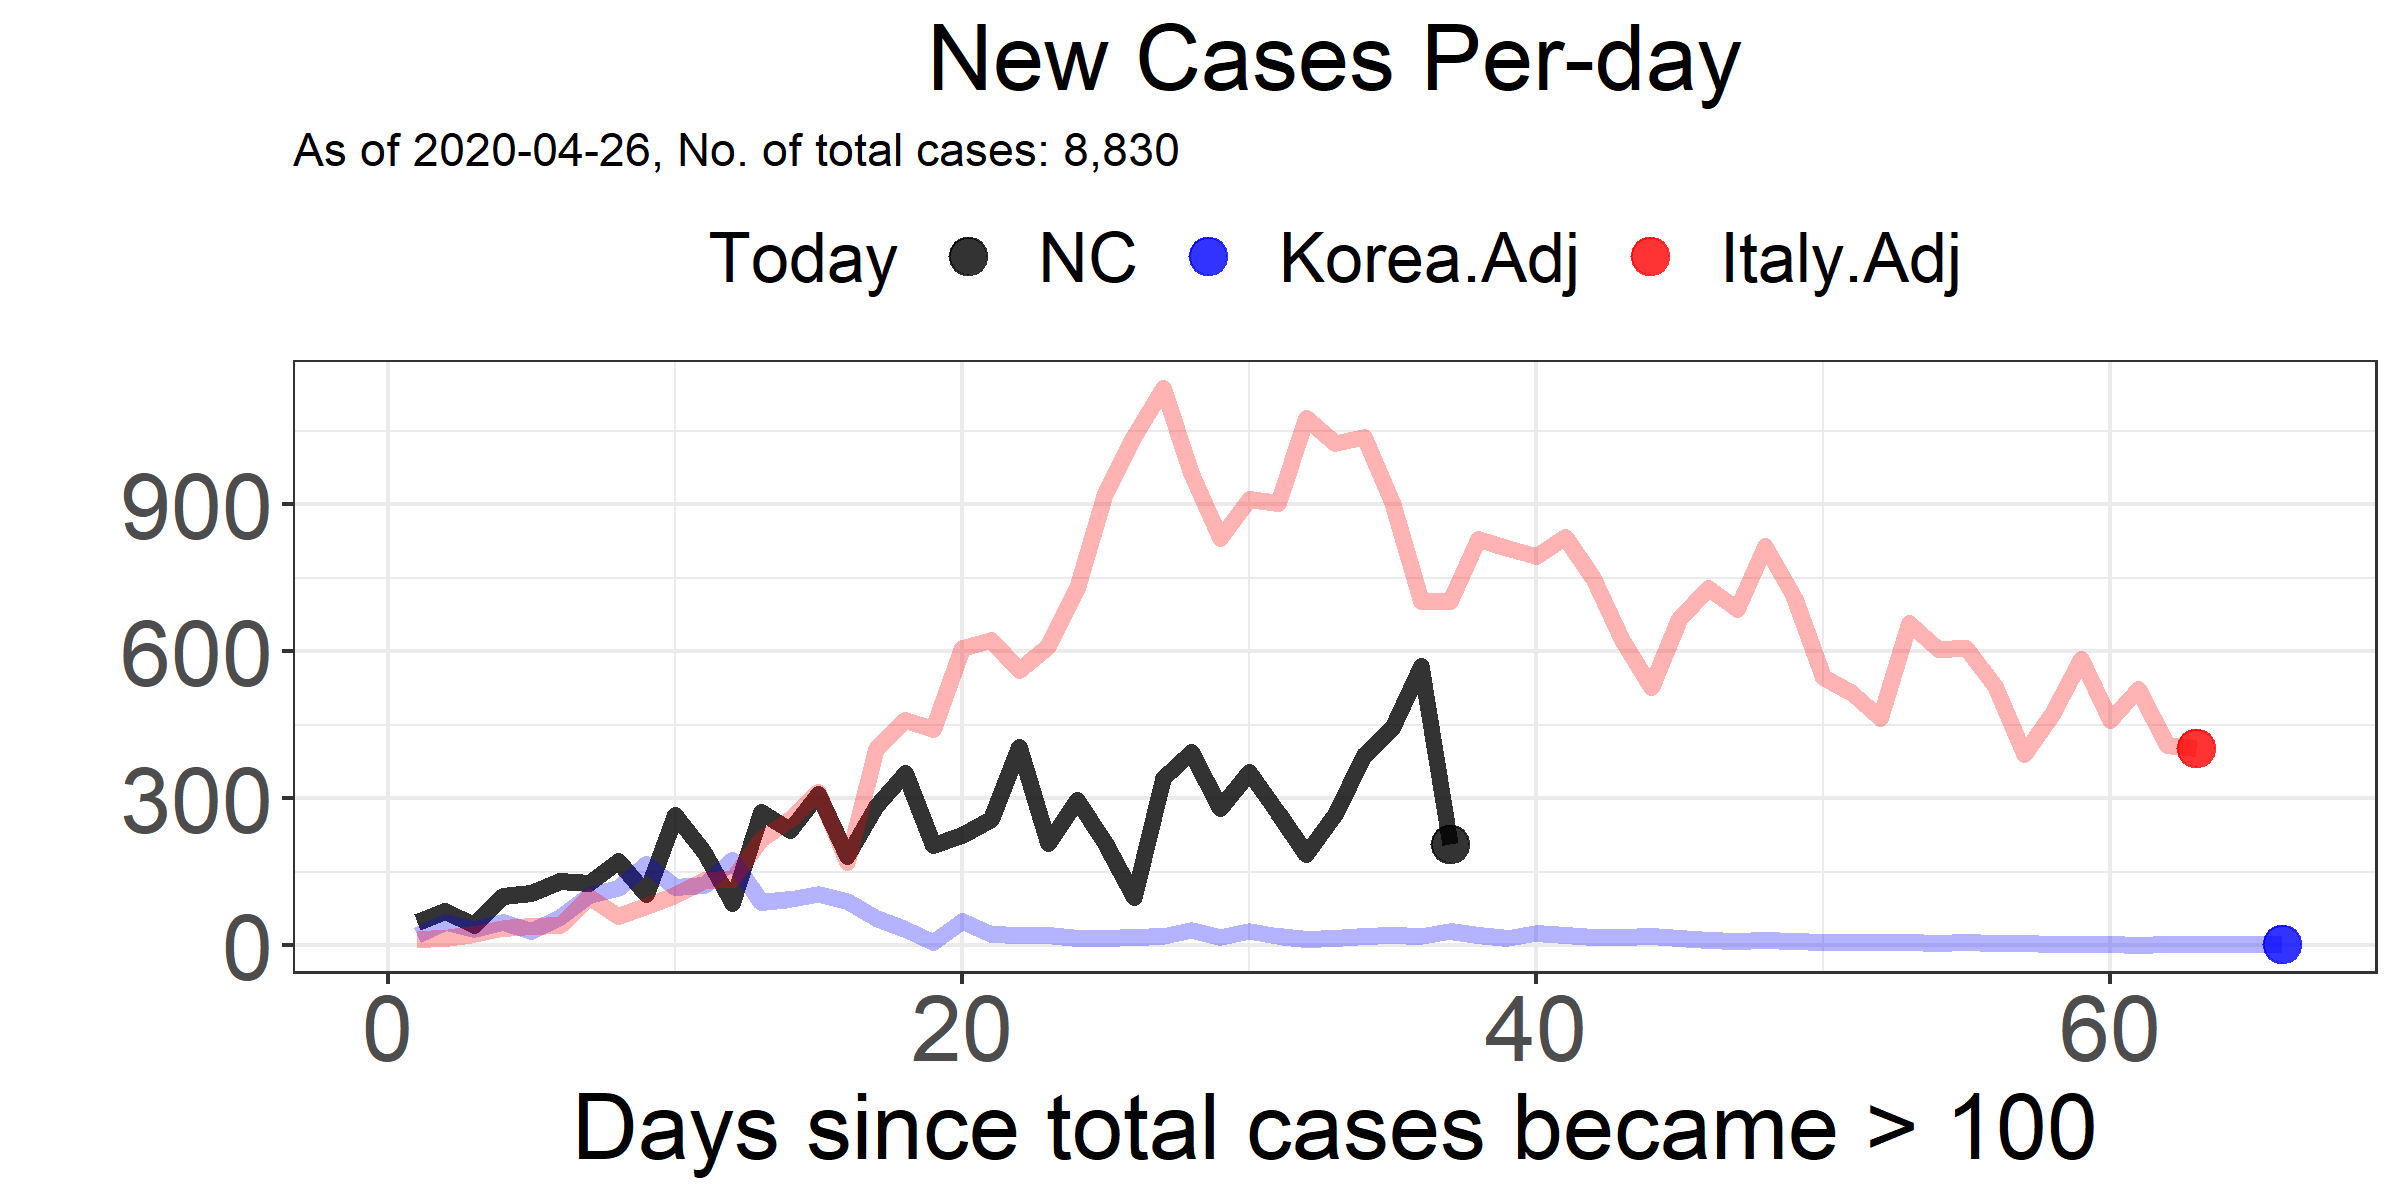 New Cases Per-day
As of 2020-04-26, No. of total cases: 8,830
Today NC Korea.Adj Italy.Adj
900
600
300
0
0 20 40 60
Days since total cases became > 100